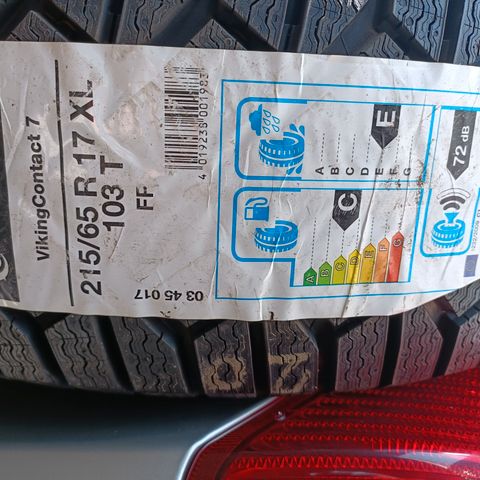 VikingContact 7
215/65 R 17 XL
103 T
FF
03 45 017
4 019238 001983
E
A
B
C
D
E
F
G
72 dB
C
A
B
C
D
E
F
G